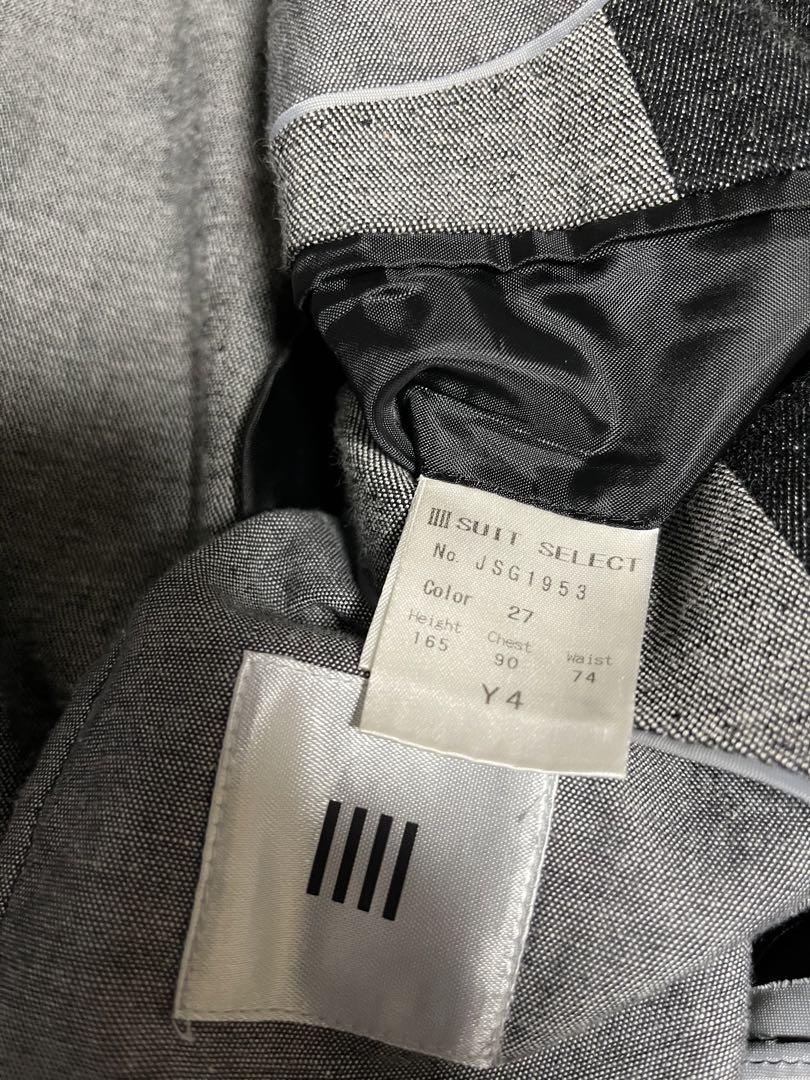 SUIT SELECT
No. JSG1953
Color 27
Height Chest Waist
165 90 74
Y4